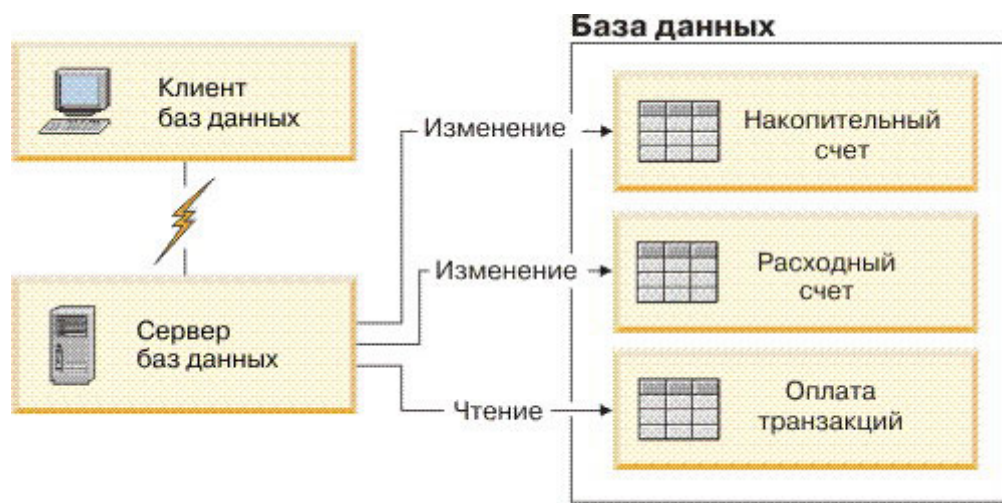 База данных
Клиент
баз данных
Изменение
Накопительный
счет
Изменение
Расходный
счет
Сервер
баз данных
Чтение
Оплата
транзакций